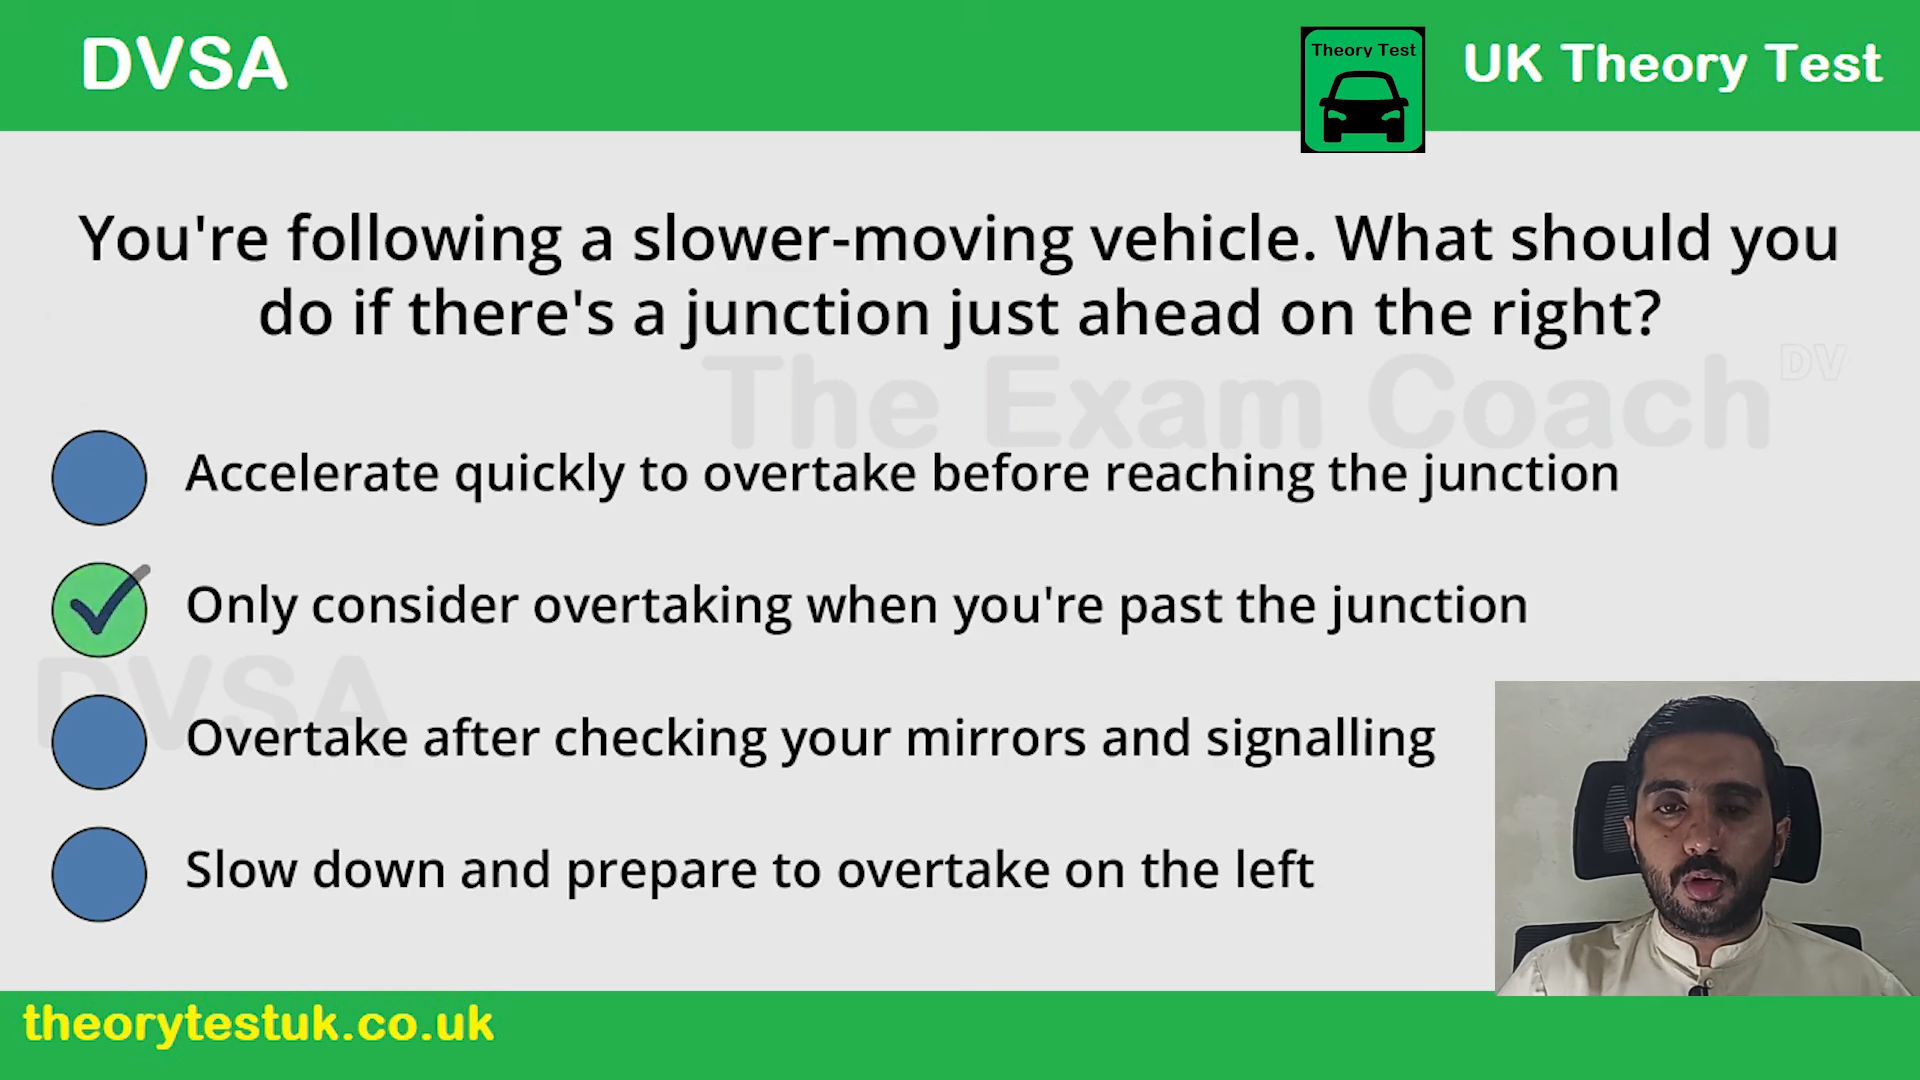 DVSA
Theory Test
UK Theory Test
You're following a slower-moving vehicle. What should you
do if there's a junction just ahead on the right?
The Exam Coach
DV
Accelerate quickly to overtake before reaching the junction
Only consider overtaking when you're past the junction
DVSA
Overtake after checking your mirrors and signalling
Slow down and prepare to overtake on the left
theorytestuk.co.uk